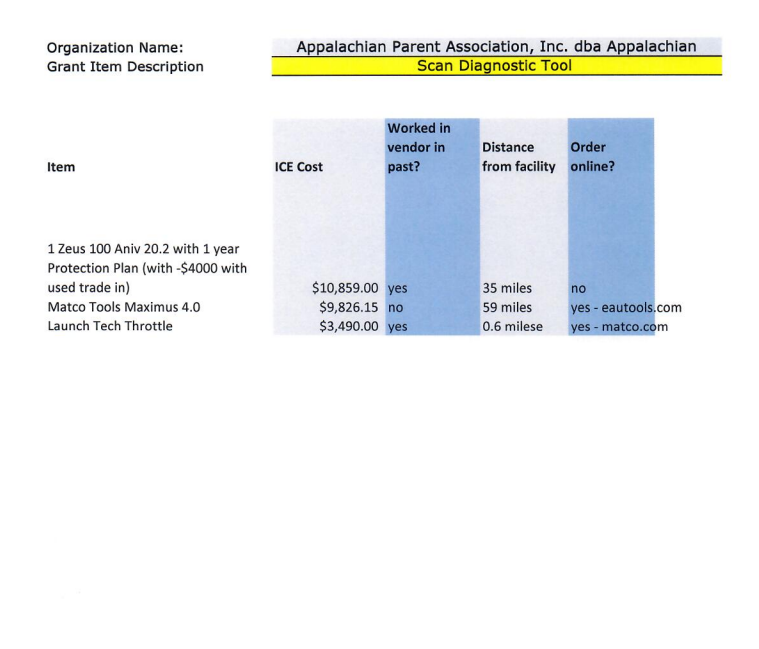 Organization Name: Appalachian Parent Association, Inc. dba Appalachian
Grant Item Description Scan Diagnostic Tool
Worked in
vendor in Distance Order
Item ICE Cost past? from facility online?
1 Zeus 100 Aniv 20.2 with 1 year
Protection Plan (with -$4000 with
used trade in) $10,859.00 yes 35 miles no
Matco Tools Maximus 4.0 $9,826.15 no 59 miles yes - eautools.com
Launch Tech Throttle $3,490.00 yes 0.6 milese yes - matco.com